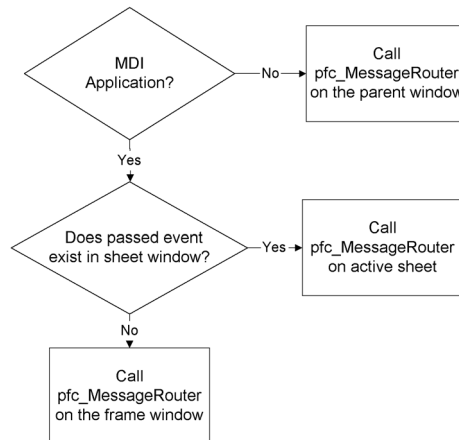 MDI
Application?
No
Call
pfc_MessageRouter
on the parent window
Yes
Does passed event
exist in sheet window?
Yes
Call
pfc_MessageRouter
on active sheet
No
Call
pfc_MessageRouter
on the frame window